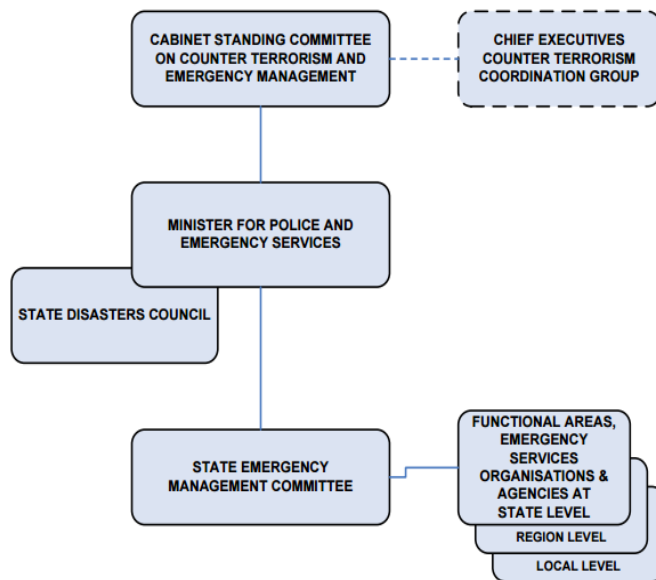 CABINET STANDING COMMITTEE
ON COUNTER TERRORISM AND
EMERGENCY MANAGEMENT
CHIEF EXECUTIVES
COUNTER TERRORISM
COORDINATION GROUP
MINISTER FOR POLICE AND
EMERGENCY SERVICES
STATE DISASTERS COUNCIL
STATE EMERGENCY
MANAGEMENT COMMITTEE
FUNCTIONAL AREAS,
EMERGENCY
SERVICES
ORGANISATIONS &
AGENCIES AT
STATE LEVEL
REGION LEVEL
LOCAL LEVEL